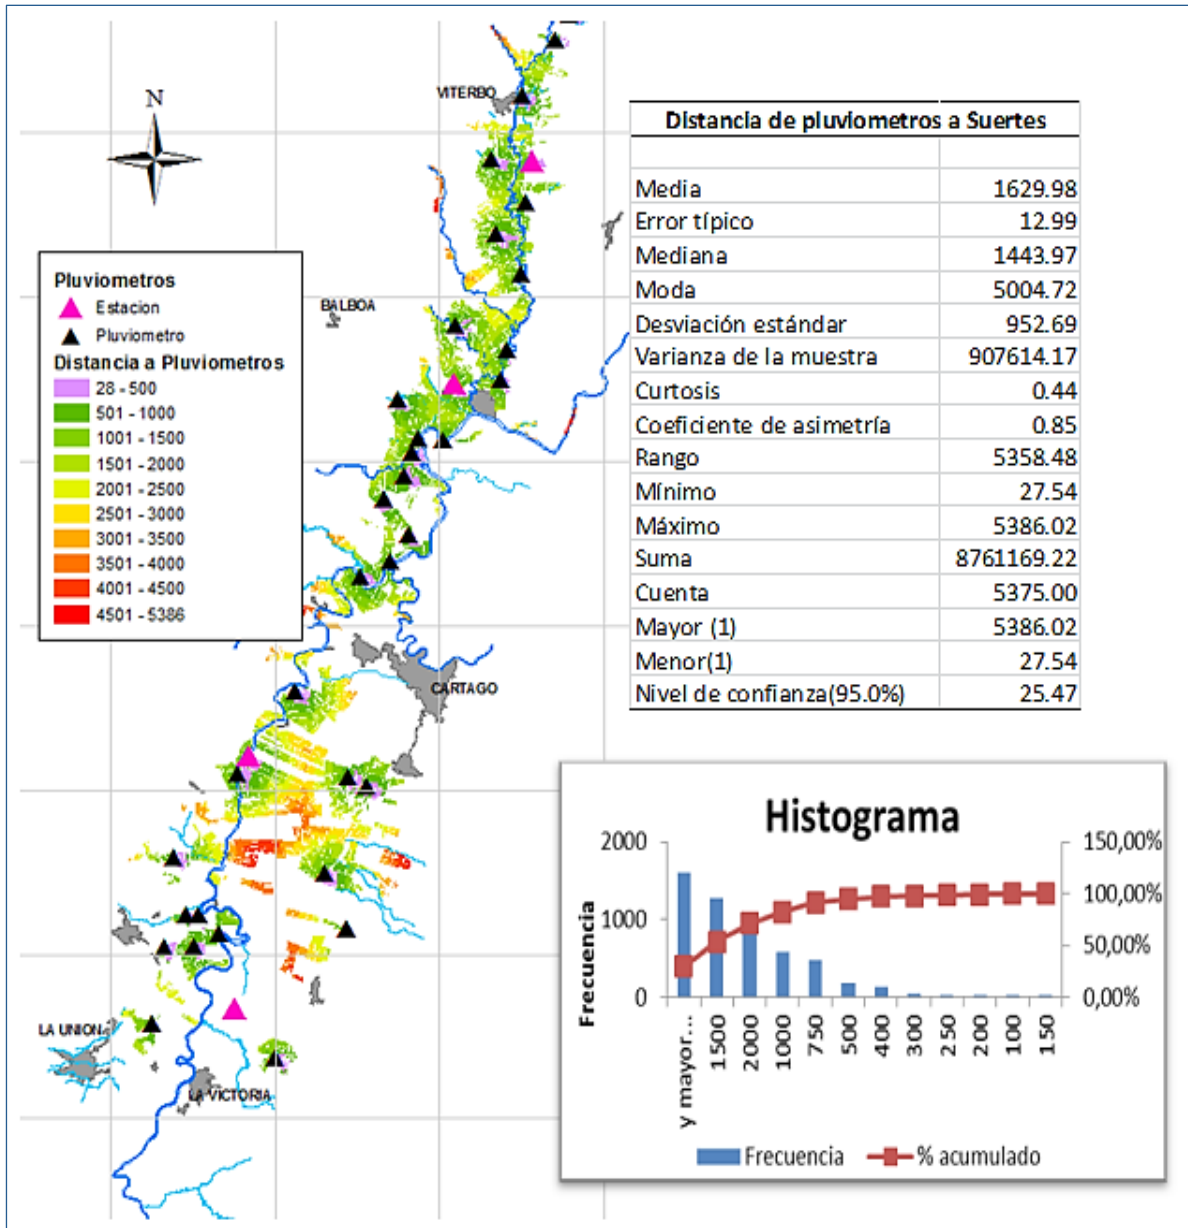 N
VITERBO
BALBOA
CARTAGO
LA UNION
LA VICTORIA
Pluviometros
Estacion
Pluviometro
Distancia a Pluviometros
28 - 500
501 - 1000
1001 - 1500
1501 - 2000
2001 - 2500
2501 - 3000
3001 - 3500
3501 - 4000
4001 - 4500
4501 - 5386
Distancia de pluviometros a Suertes
Media 1629.98
Error típico 12.99
Mediana 1443.97
Moda 5004.72
Desviación estándar 952.69
Varianza de la muestra 907614.17
Curtosis 0.44
Coeficiente de asimetría 0.85
Rango 5358.48
Mínimo 27.54
Máximo 5386.02
Suma 8761169.22
Cuenta 5375.00
Mayor (1) 5386.02
Menor(1) 27.54
Nivel de confianza(95.0%) 25.47
Histograma
Frecuencia
2000
1000
0
150,00%
100,00%
50,00%
0,00%
y mayor...
1500
2000
1000
750
500
400
300
250
200
100
150
Frecuencia
% acumulado